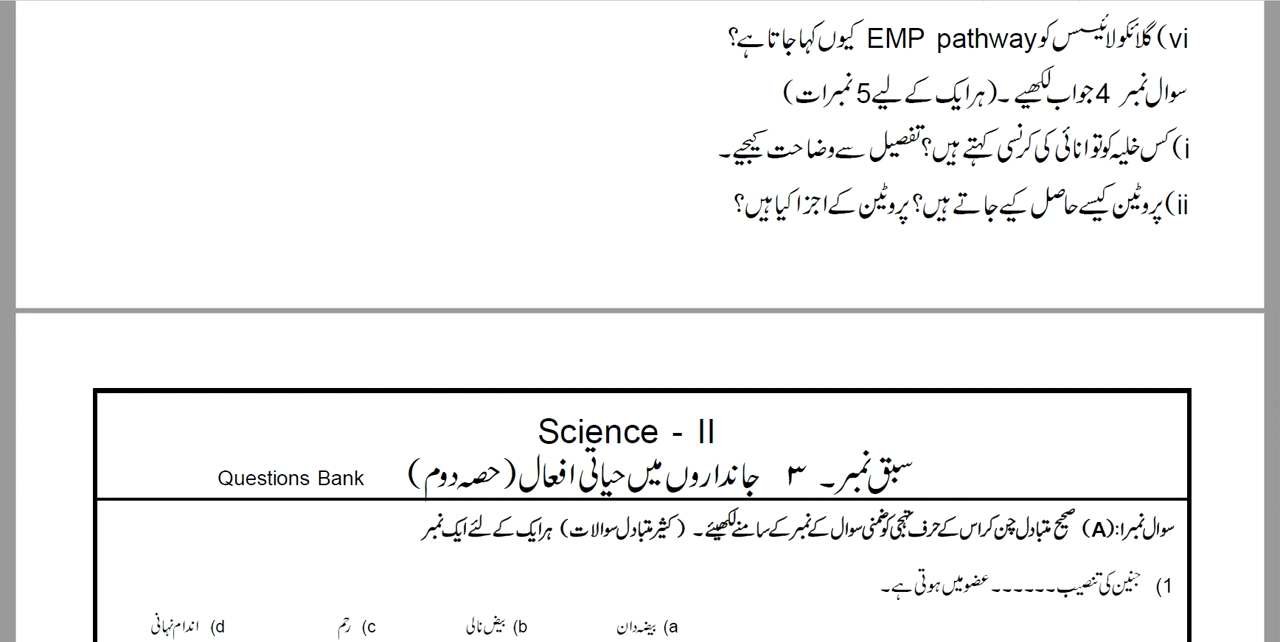 vi) گلائکولائیسس کو EMP pathway کیوں کہا جاتا ہے؟
سوال نمبر 4 جواب لکھیے ۔ (ہر ایک کے لیے 5 نمبرات)
i) کس خلیہ کو توانائی کی کرنسی کہتے ہیں؟ تفصیل سے وضاحت کیجیے ۔
ii) پروٹین کیسے حاصل کیے جاتے ہیں؟ پروٹین کے اجزا کیا ہیں؟
Science - II
سبق نمبر ۔ ۳ جانداروں میں حیاتی افعال (حصہ دوم) Questions Bank
سوال نمبر ا: (A) صحیح متبادل چن کر اس کے حرف تہجی کو ضمنی سوال کے نمبر کے سامنے لکھیئے ۔ (کثیر متبادل سوالات) ہر ایک کے لئے ایک نمبر
1) جنین کی تنصیب ۔۔۔۔۔۔ عضو میں ہوتی ہے ۔
a) بیضہ دان b) بیض نالی c) رحم d) اندام نہانی